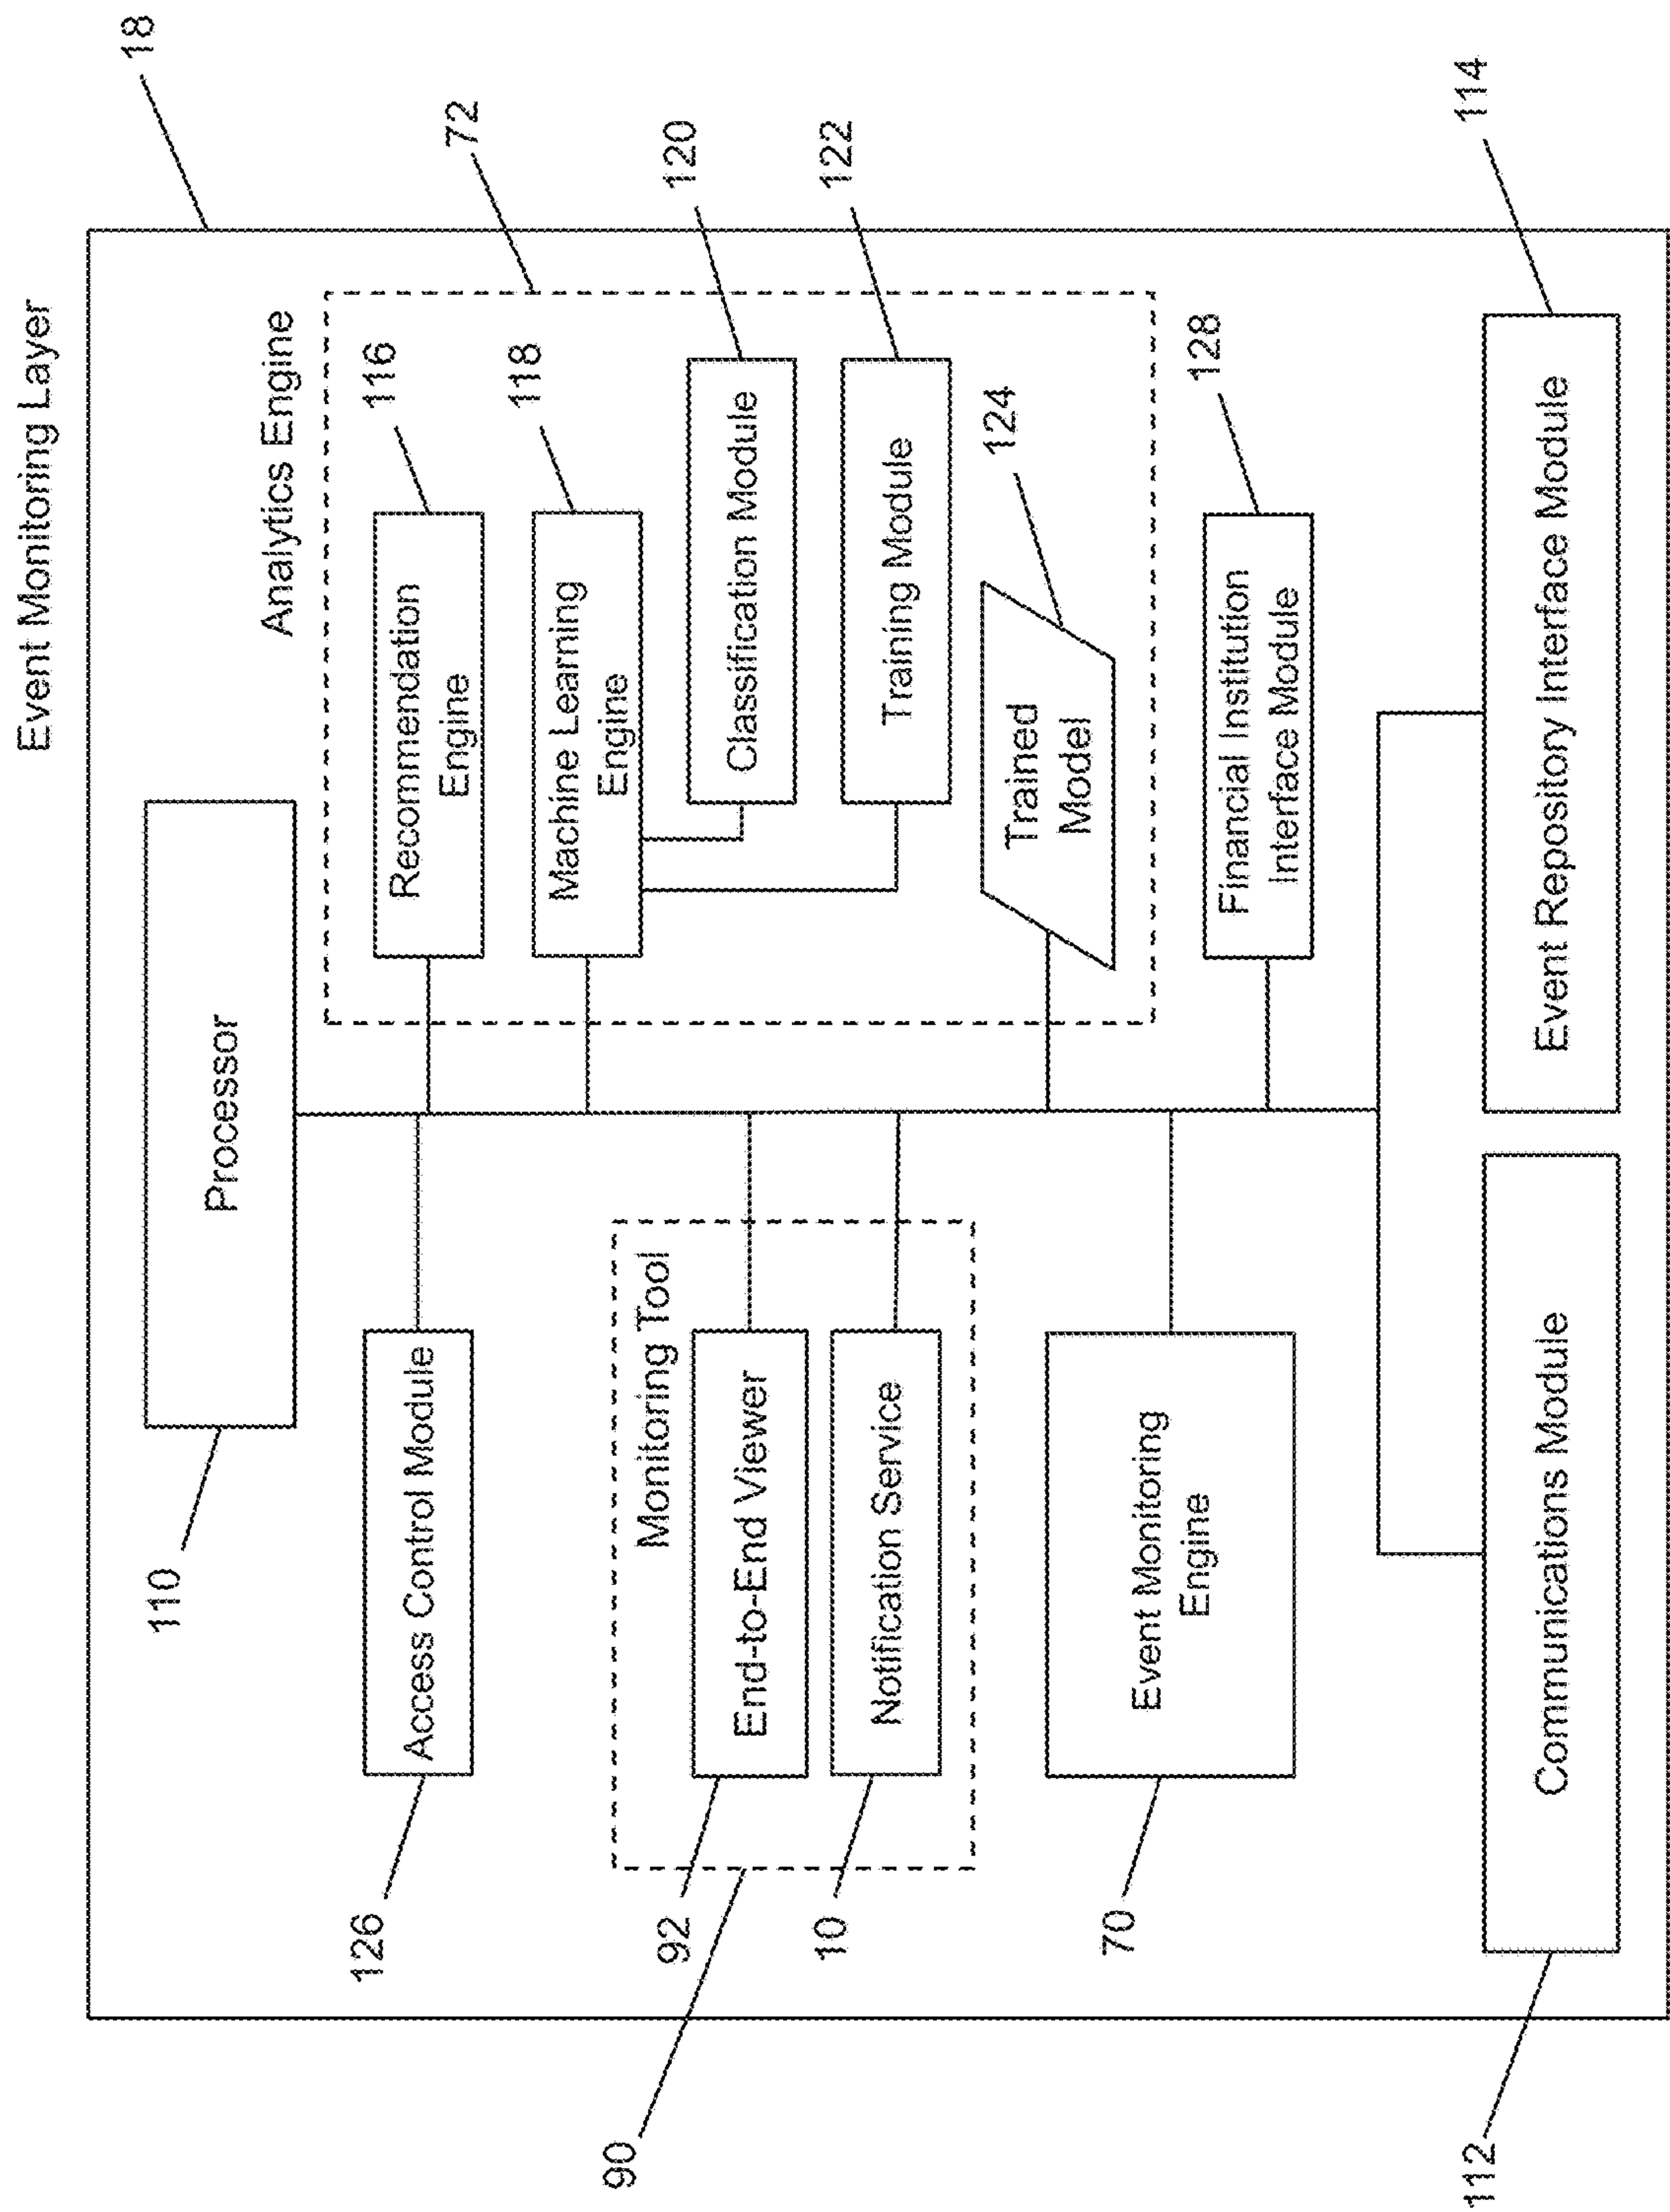 Event Monitoring Layer
18
Processor
110
Analytics Engine
72
Recommendation
Engine
116
Machine Learning
Engine
118
Classification Module
120
Training Module
122
Trained
Model
124
Access Control Module
126
Monitoring Tool
End-to-End Viewer
92
Notification Service
10
90
Event Monitoring
Engine
70
Financial Institution
Interface Module
128
Communications Module
112
Event Repository Interface Module
114